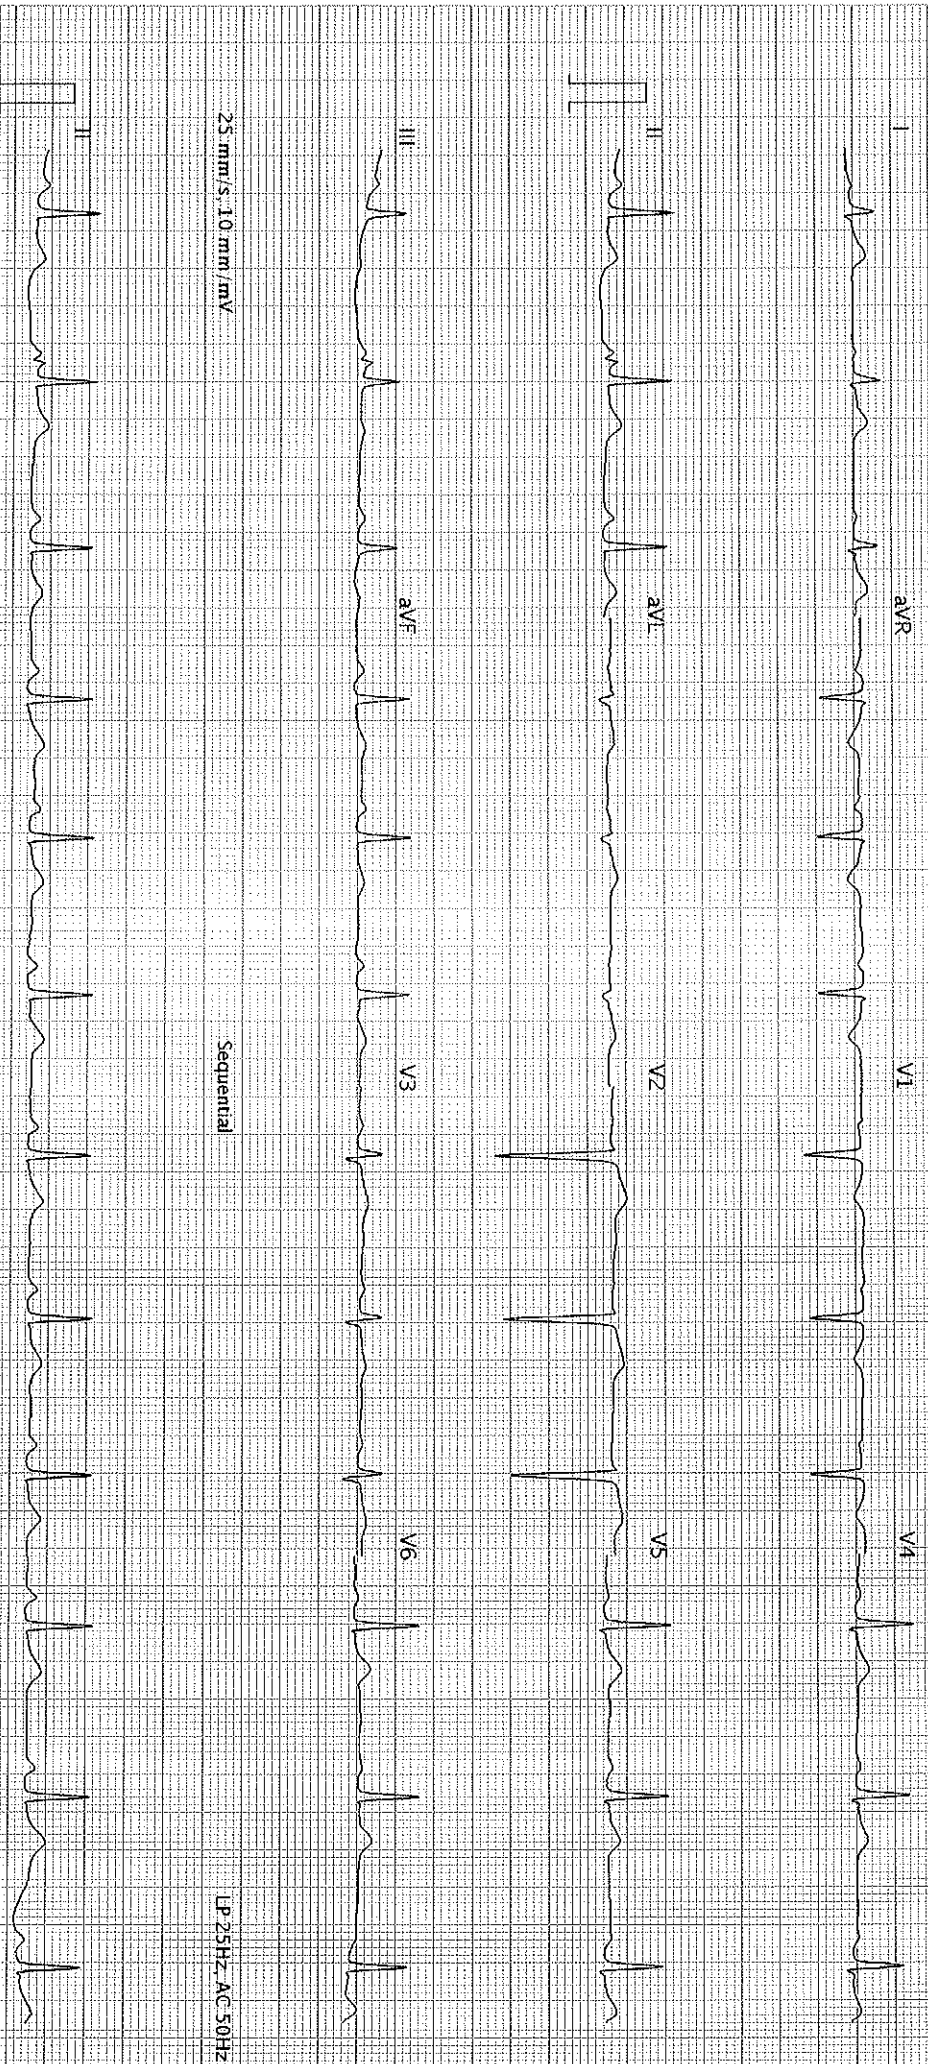 I aVR V1 V4
II aVL V2 V5
III aVF V3 V6
25 mm/s, 10 mm/mV Sequential LP 25Hz, AC 50Hz
II